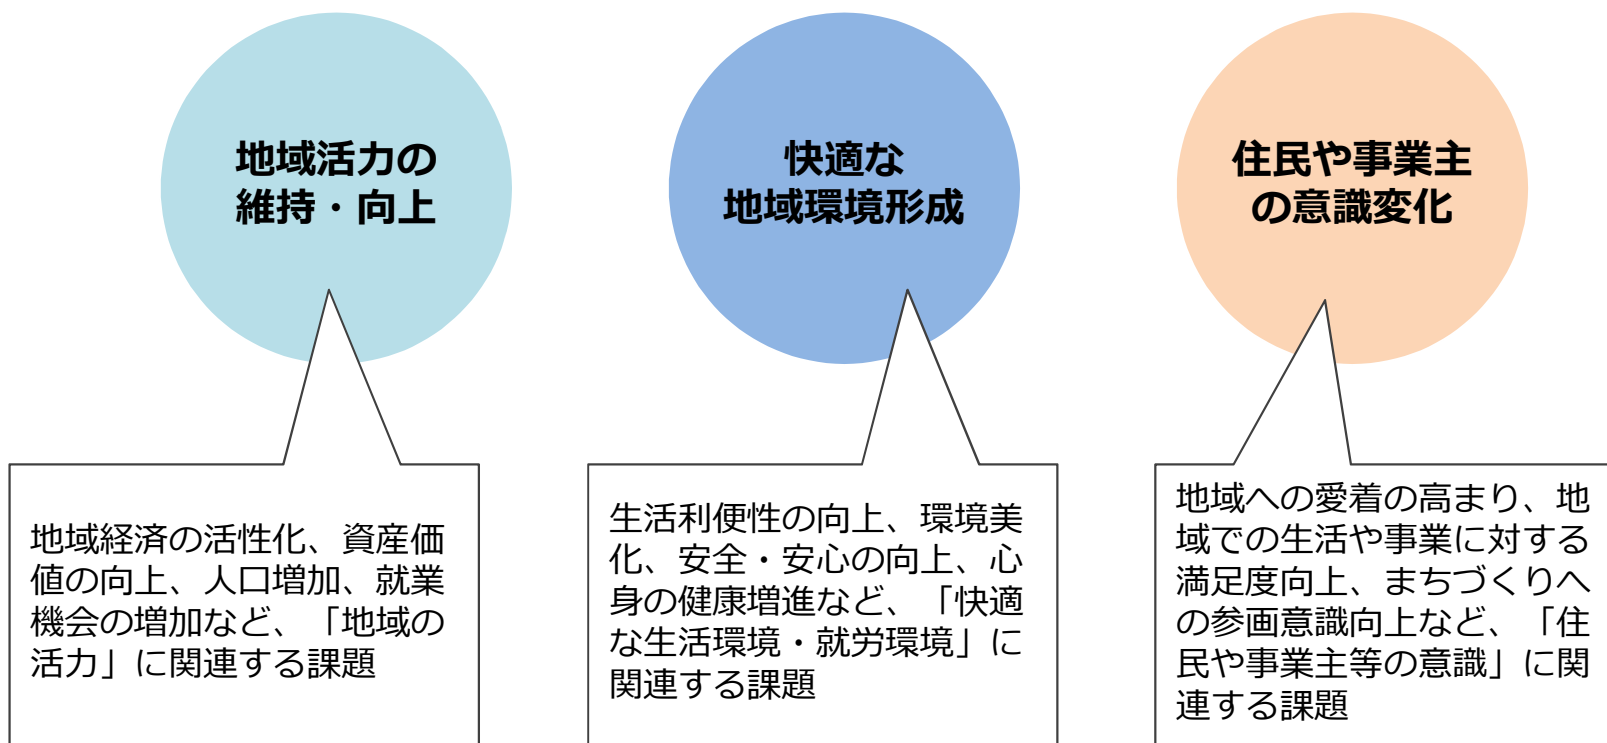 地域活力の
維持・向上
快適な
地域環境形成
住民や事業主
の意識変化
地域経済の活性化、資産価
値の向上、人口増加、就業
機会の増加など、「地域の
活力」に関連する課題
生活利便性の向上、環境美
化、安全・安心の向上、心
身の健康増進など、「快適
な生活環境・就労環境」に
関連する課題
地域への愛着の高まり、地
域での生活や事業に対する
満足度向上、まちづくりへ
の参画意識向上など、「住
民や事業主等の意識」に関
連する課題